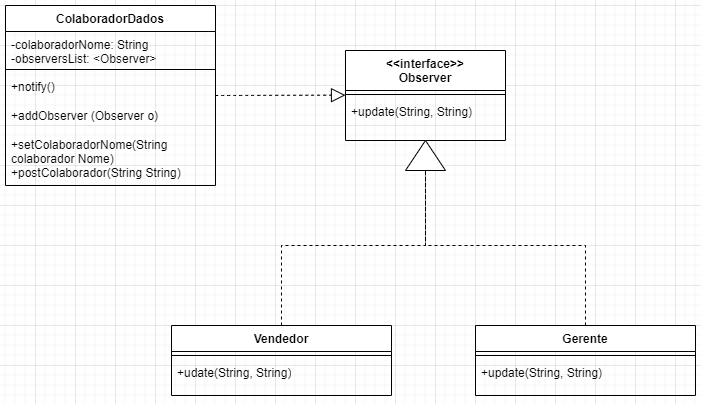 ColaboradorDados
-colaboradorNome: String
-observersList: <Observer>
+notify()
+addObserver (Observer o)
+setColaboradorNome(String
colaborador Nome)
+postColaborador(String String)
<<interface>>
Observer
+update(String, String)
Vendedor
+udate(String, String)
Gerente
+update(String, String)